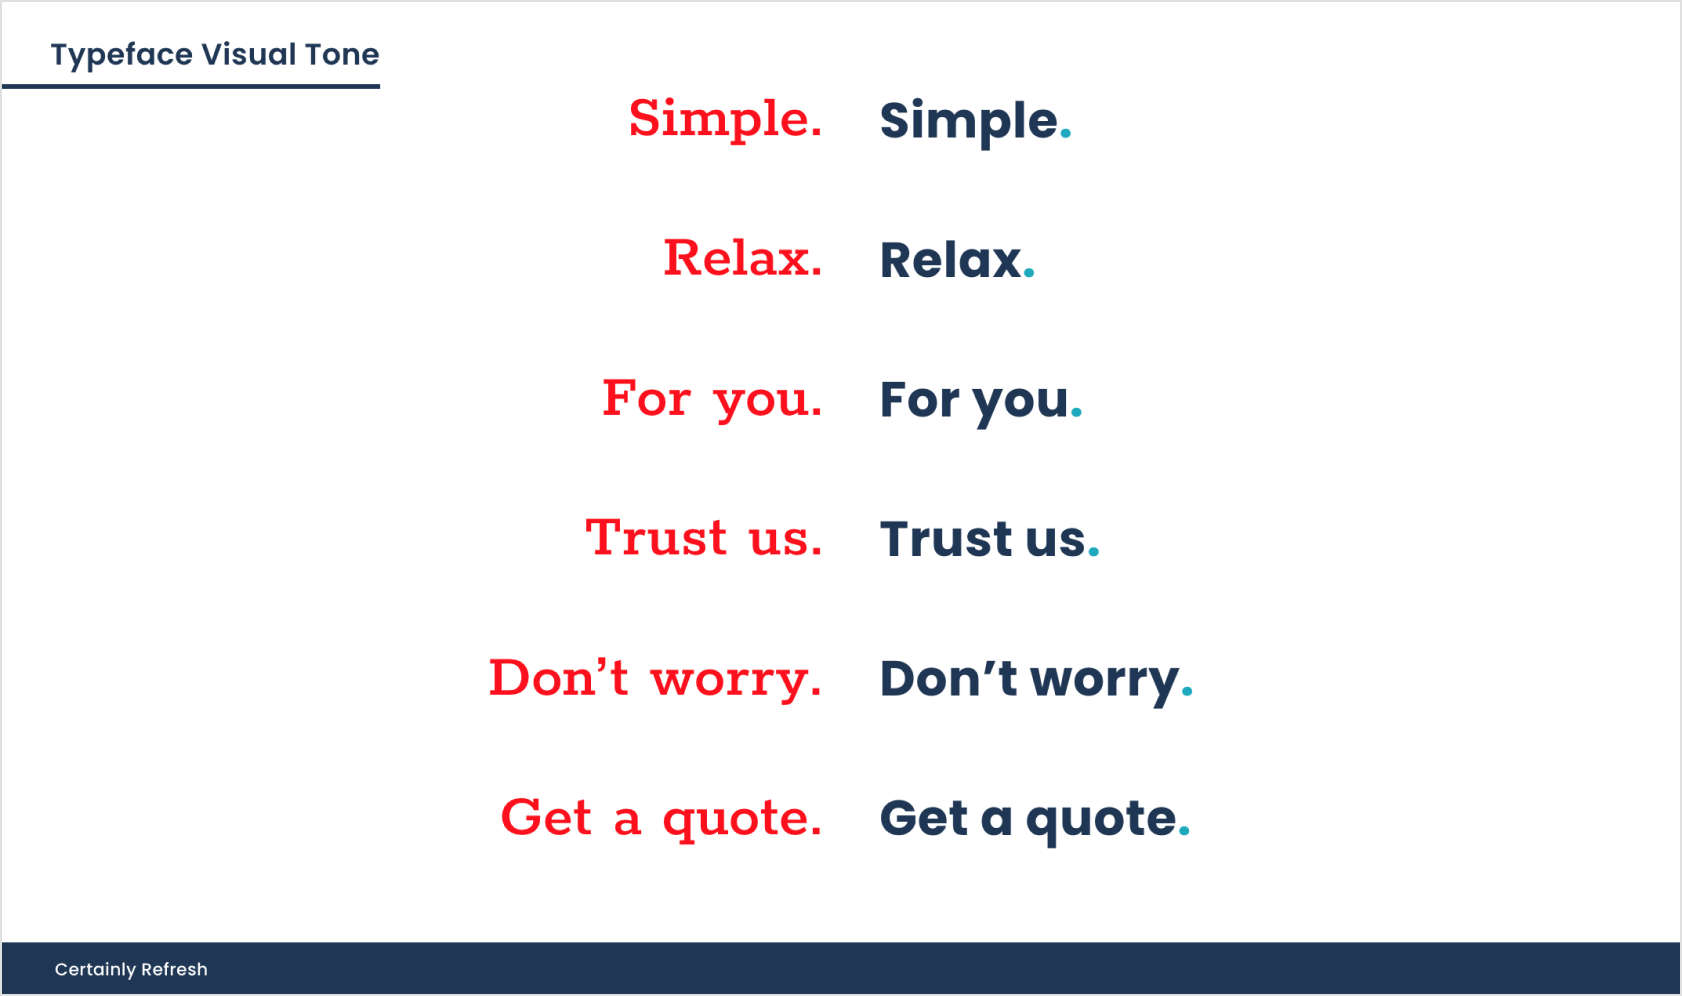 Typeface Visual Tone
Simple. Simple.
Relax. Relax.
For you. For you.
Trust us. Trust us.
Don’t worry. Don’t worry.
Get a quote. Get a quote.
Certainly Refresh